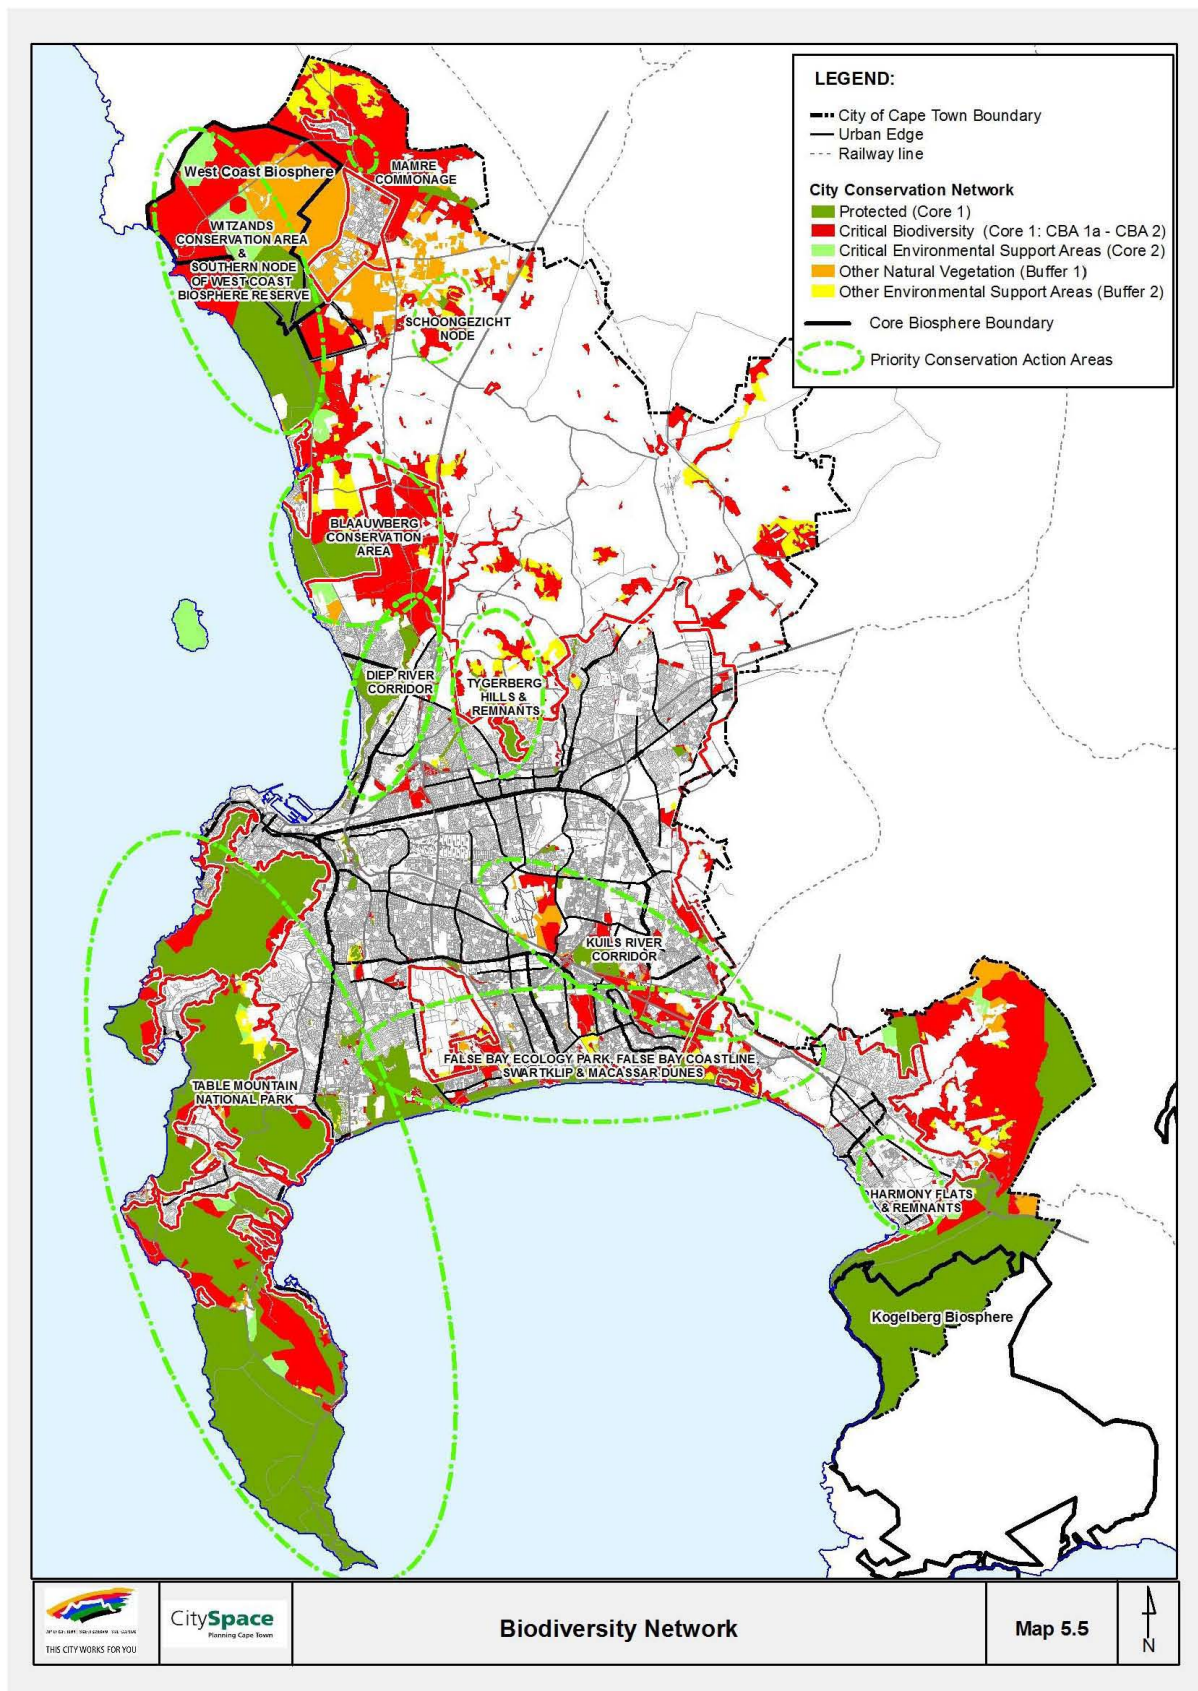 LEGEND:
City of Cape Town Boundary
Urban Edge
Railway line
City Conservation Network
Protected (Core 1)
Critical Biodiversity (Core 1: CBA 1a - CBA 2)
Critical Environmental Support Areas (Core 2)
Other Natural Vegetation (Buffer 1)
Other Environmental Support Areas (Buffer 2)
Core Biosphere Boundary
Priority Conservation Action Areas
West Coast Biosphere
MAMRE
COMMONAGE
WITZANDS
CONSERVATION AREA
&
SOUTHERN NODE
OF WEST COAST
BIOSPHERE RESERVE
SCHOONGEZICHT
NODE
BLAAUWBERG
CONSERVATION
AREA
DIEP RIVER
CORRIDOR
TYGERBERG
HILLS &
REMNANTS
KUILS RIVER
CORRIDOR
FALSE BAY ECOLOGY PARK, FALSE BAY COASTLINE
SWARTKLIP & MACASSAR DUNES
TABLE MOUNTAIN
NATIONAL PARK
HARMONY FLATS
& REMNANTS
Kogelberg Biosphere
THIS CITY WORKS FOR YOU
CitySpace
Planning Cape Town
Biodiversity Network
Map 5.5
N